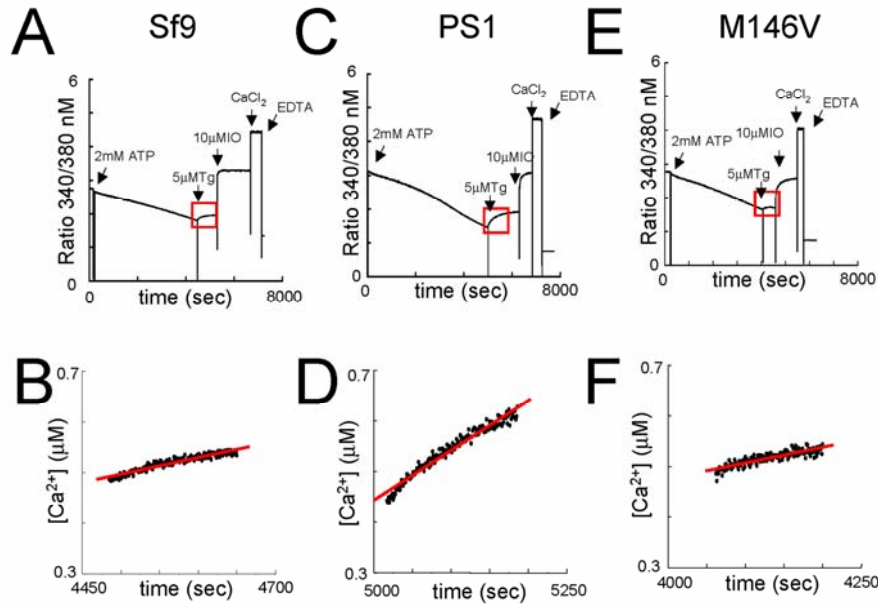 A
Sf9
6
Ratio 340/380 nM
0
2mM ATP
5μMTg
10μMIO
CaCl2
EDTA
0
8000
time (sec)
C
PS1
6
Ratio 340/380 nM
0
2mM ATP
5μMTg
10μMIO
CaCl2
EDTA
0
8000
time (sec)
E
M146V
6
Ratio 340/380 nM
0
2mM ATP
5μMTg
10μMIO
CaCl2
EDTA
0
8000
time (sec)
B
0.7
[Ca2+] (μM)
0.3
4450
4700
time (sec)
D
0.7
[Ca2+] (μM)
0.3
5000
5250
time (sec)
F
0.7
[Ca2+] (μM)
0.3
4000
4250
time (sec)